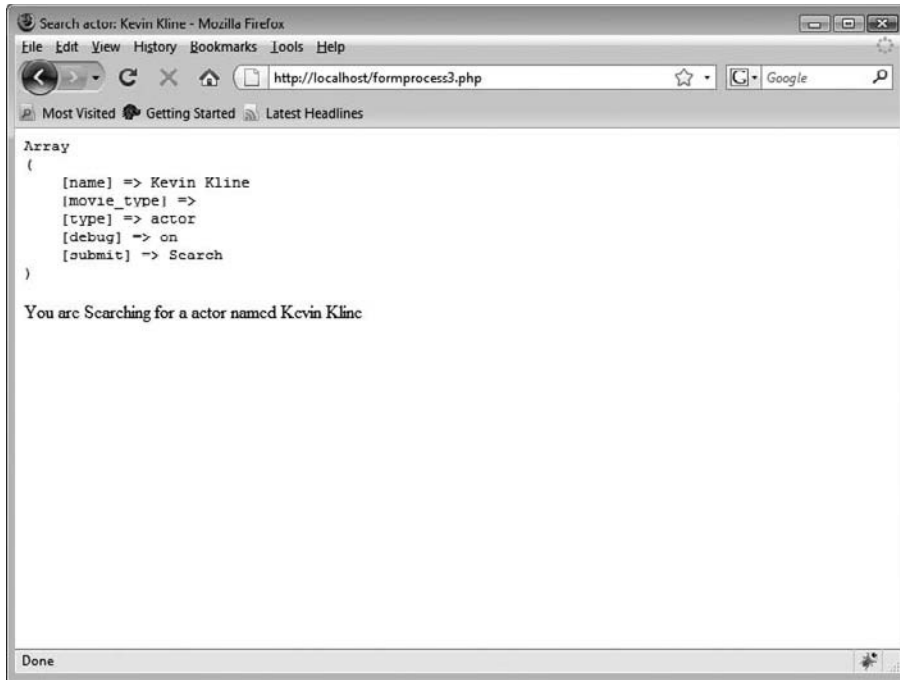 Search actor: Kevin Kline - Mozilla Firefox
File Edit View History Bookmarks Tools Help
http://localhost/formprocess3.php
G Google
Most Visited Getting Started Latest Headlines
Array
(
[name] => Kevin Kline
[movie_type] =>
[type] => actor
[debug] => on
[submit] => Search
)
You are Searching for a actor named Kevin Kline
Done